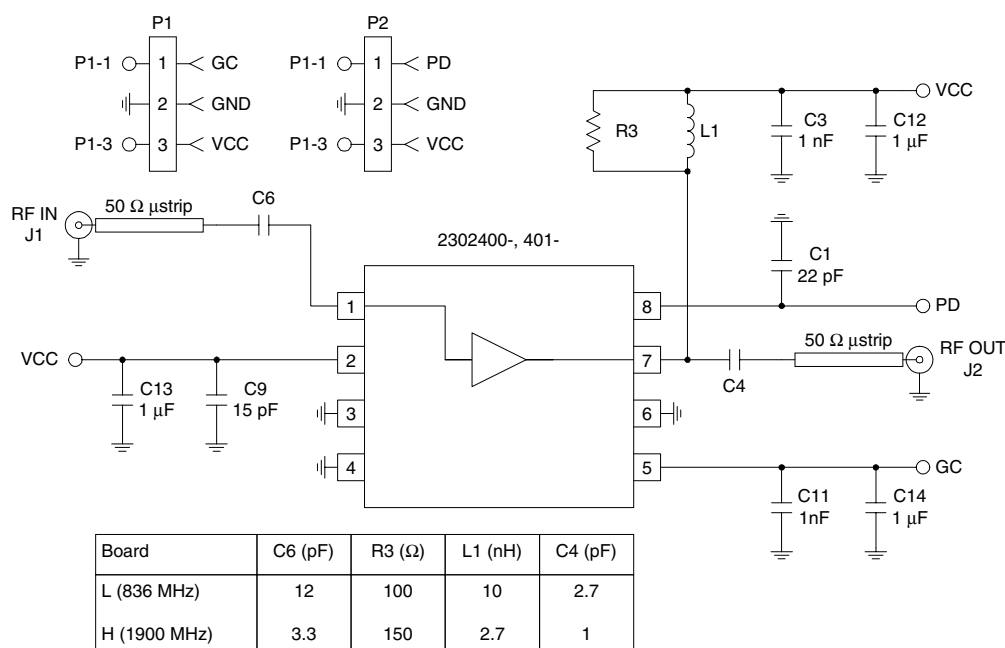 P1
P2
P1-1 1 GC
P1-1 1 PD
2 GND
2 GND
P1-3 3 VCC
P1-3 3 VCC
VCC
R3
L1
C3
1 nF
C12
1 μF
RF IN
J1
50 Ω μstrip
C6
2302400-, 401-
C1
22 pF
1
8
PD
VCC
2
7
C4
50 Ω μstrip
RF OUT
J2
C13
1 μF
C9
15 pF
3
6
4
5
GC
C11
1nF
C14
1 μF
Board C6 (pF) R3 (Ω) L1 (nH) C4 (pF)
L (836 MHz) 12 100 10 2.7
H (1900 MHz) 3.3 150 2.7 1